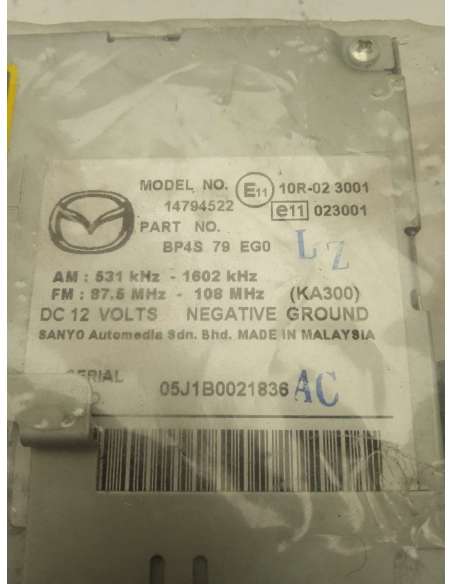 MODEL NO. E11 10R-02 3001
14794522 e11 023001
PART NO.
BP4S 79 EG0
L Z
AM : 531 kHz - 1602 kHz
FM : 87.5 MHz - 108 MHz (KA300)
DC 12 VOLTS NEGATIVE GROUND
SANYO Automedia Sdn. Bhd. MADE IN MALAYSIA
SERIAL
05J1B0021836 AC